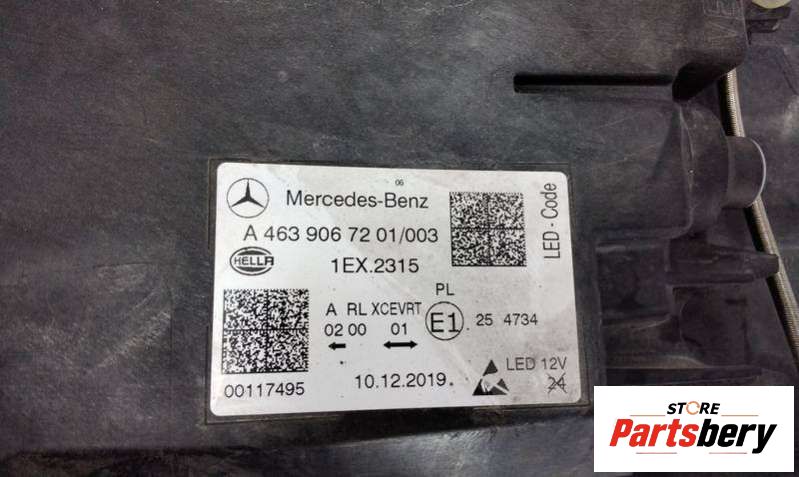 06
Mercedes-Benz
A 463 906 72 01/003
HELLA
1EX.2315
LED - Code
PL
A RL XCEVRT
02 00 01
E1
25 4734
00117495
10.12.2019
LED 12V
24
STORE
Partsbery